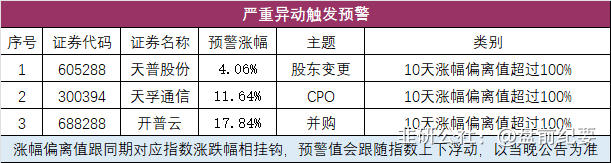 严重异动触发预警
序号 证券代码 证券名称 预警涨幅 主题 类别
1 605288 天普股份 4.06% 股东变更 10天涨幅偏离值超过100%
2 300394 天孚通信 11.64% CPO 10天涨幅偏离值超过100%
3 688288 开普云 17.84% 并购 10天涨幅偏离值超过100%
涨幅偏离值跟同期对应指数涨跌幅相挂钩，预警值会跟随指数上下浮动，以当晚公告为准